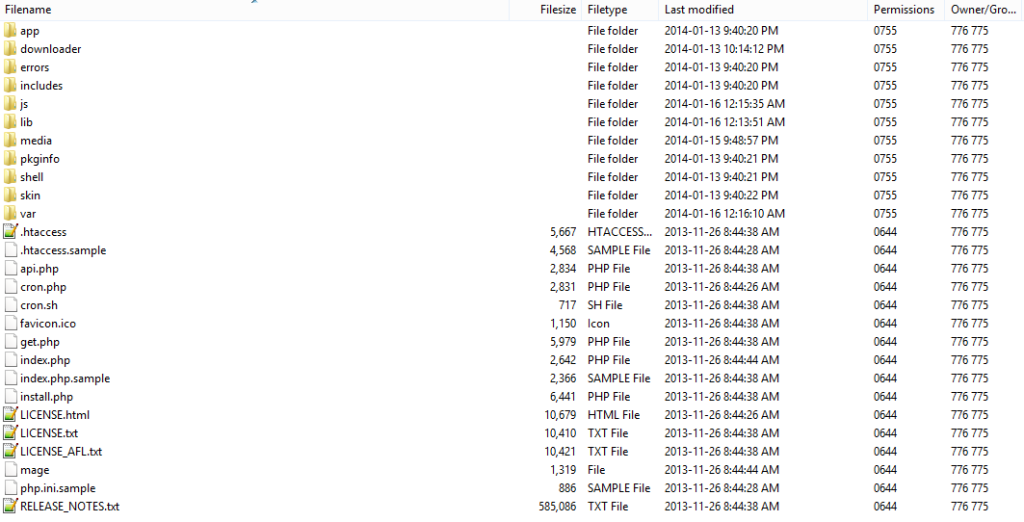 Filename Filesize Filetype Last modified Permissions Owner/Gro...
app File folder 2014-01-13 9:40:20 PM 0755 776 775
downloader File folder 2014-01-13 10:14:12 PM 0755 776 775
errors File folder 2014-01-13 9:40:20 PM 0755 776 775
includes File folder 2014-01-13 9:40:20 PM 0755 776 775
js File folder 2014-01-16 12:15:35 AM 0755 776 775
lib File folder 2014-01-16 12:13:51 AM 0755 776 775
media File folder 2014-01-15 9:48:57 PM 0755 776 775
pkginfo File folder 2014-01-13 9:40:21 PM 0755 776 775
shell File folder 2014-01-13 9:40:21 PM 0755 776 775
skin File folder 2014-01-13 9:40:22 PM 0755 776 775
var File folder 2014-01-16 12:16:10 AM 0755 776 775
.htaccess 5,667 HTACCESS... 2013-11-26 8:44:38 AM 0644 776 775
.htaccess.sample 4,568 SAMPLE File 2013-11-26 8:44:28 AM 0644 776 775
api.php 2,834 PHP File 2013-11-26 8:44:38 AM 0644 776 775
cron.php 2,831 PHP File 2013-11-26 8:44:26 AM 0644 776 775
cron.sh 717 SH File 2013-11-26 8:44:38 AM 0644 776 775
favicon.ico 1,150 Icon 2013-11-26 8:44:38 AM 0644 776 775
get.php 5,979 PHP File 2013-11-26 8:44:38 AM 0644 776 775
index.php 2,642 PHP File 2013-11-26 8:44:44 AM 0644 776 775
index.php.sample 2,366 SAMPLE File 2013-11-26 8:44:38 AM 0644 776 775
install.php 6,441 PHP File 2013-11-26 8:44:38 AM 0644 776 775
LICENSE.html 10,679 HTML File 2013-11-26 8:44:26 AM 0644 776 775
LICENSE.txt 10,410 TXT File 2013-11-26 8:44:38 AM 0644 776 775
LICENSE_AFL.txt 10,421 TXT File 2013-11-26 8:44:38 AM 0644 776 775
mage 1,319 File 2013-11-26 8:44:44 AM 0644 776 775
php.ini.sample 886 SAMPLE File 2013-11-26 8:44:28 AM 0644 776 775
RELEASE_NOTES.txt 585,086 TXT File 2013-11-26 8:44:38 AM 0644 776 775